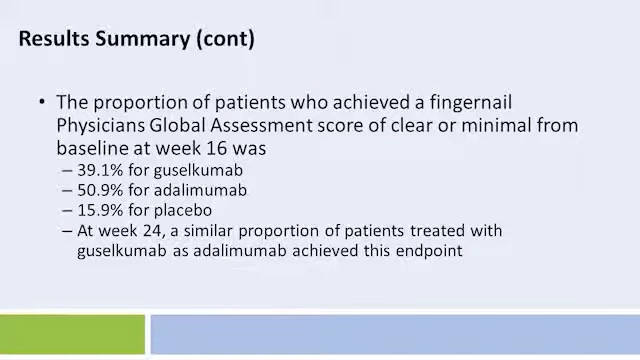 Results Summary (cont)
• The proportion of patients who achieved a fingernail
Physicians Global Assessment score of clear or minimal from
baseline at week 16 was
– 39.1% for guselkumab
– 50.9% for adalimumab
– 15.9% for placebo
– At week 24, a similar proportion of patients treated with
guselkumab as adalimumab achieved this endpoint